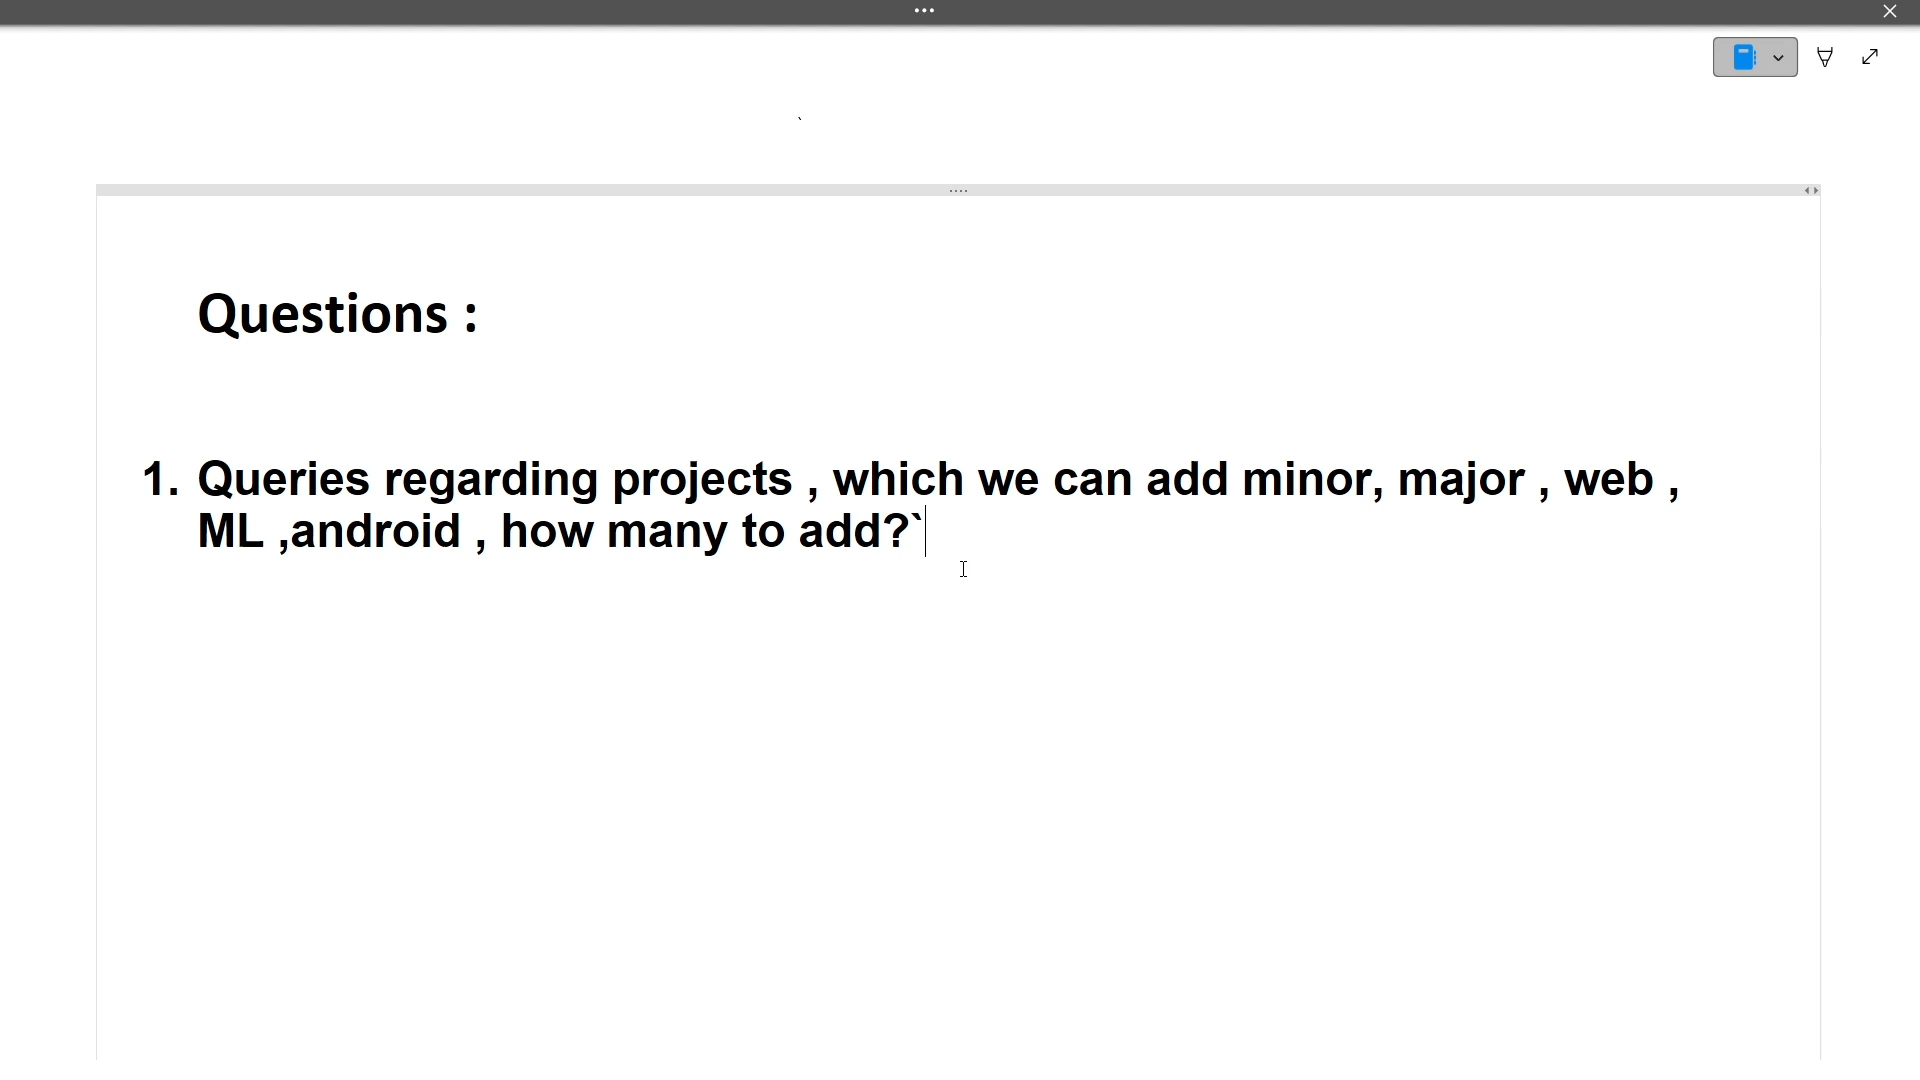 `
Questions :
1. Queries regarding projects , which we can add minor, major , web ,
ML ,android , how many to add?`